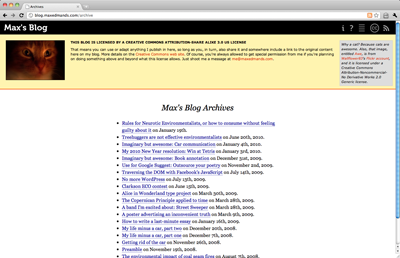 Archives
blog.maxedmands.com/archive
Max's Blog
THIS BLOG IS LICENSED BY A CREATIVE COMMONS ATTRIBUTION-SHARE ALIKE 3.0 US LICENSE
That means you can use or adapt anything I publish in here, as long as you, in turn, also share it and somewhere include a link to the original content
here on my blog. More details on the Creative Commons web site. Of course, you're always allowed to get special permission from me if you're planning
on doing something above and beyond what this license allows. Just shoot me a message at me@maxedmands.com.
Why a cat? Because cats are
awesome. Also, that image,
entitled is from
Flickr account,
and it is licensed under a
Creative Commons
Attribution-Noncommercial-
No Derivative Works 2.0
Generic license.
Max's Blog Archives
Rules for Neurotic Environmentalists, or how to consume without feeling
guilty about it on January 19th.
Treehuggers are not effective environmentalists on June 20th, 2010.
Imaginary but awesome: Car communication on January 4th, 2010.
My 2010 New Year resolution: Win at Tetris on January 3rd, 2010.
Imaginary but awesome: Book annotation on December 31st, 2009.
Use for Google Suggest: Outsource your poetry on November 2nd, 2009.
Traversing the DOM with Facebook's JavaScript on July 14th, 2009.
No more WordPress on July 13th, 2009.
Clarkson ECO contest on June 15th, 2009.
Alice in Wonderland type project on March 30th, 2009.
The Copernican Principle applied to time on March 28th, 2009.
A band I'm excited about: Street Sweeper on March 28th, 2009.
A poster advertising an inconvenient truth on March 9th, 2009.
How to write a last-minute essay on January 16th, 2009.
My life minus a car, part two on December 20th, 2008.
My life minus a car, part one on December 7th, 2008.
Getting rid of the car on November 26th, 2008.
Preamble on November 19th, 2008.
The environmental impact of coal seam fires on August 7th, 2008.